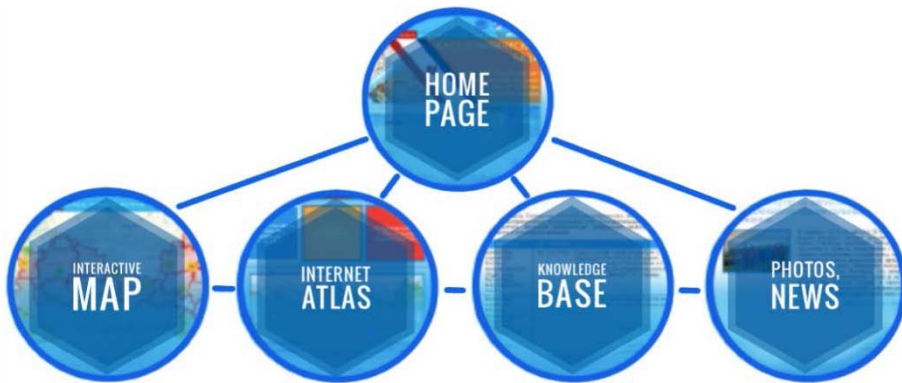 HOME
PAGE
INTERACTIVE
MAP
INTERNET
ATLAS
KNOWLEDGE
BASE
PHOTOS,
NEWS